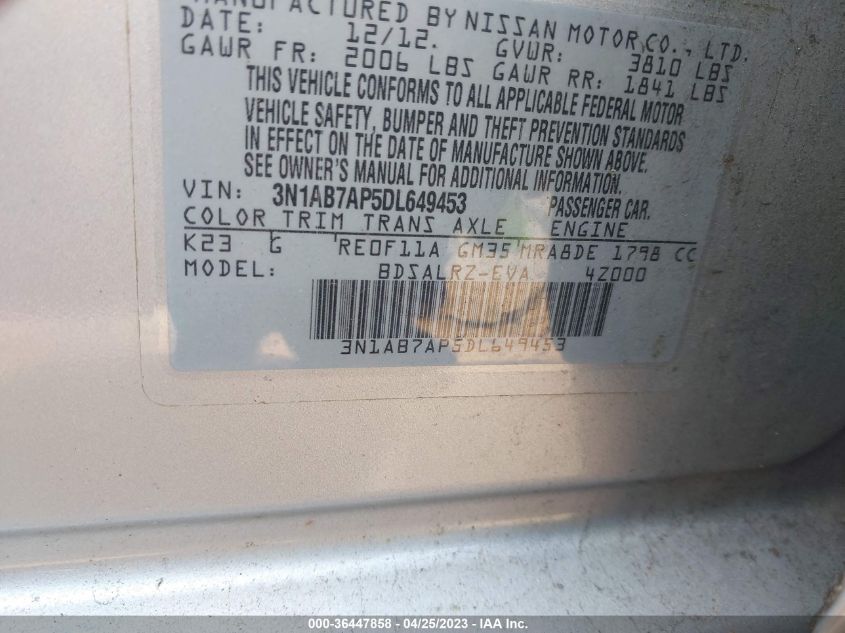 MANUFACTURED BY NISSAN MOTOR CO., LTD.
DATE: 12/12. GVWR: 3810 LBS
GAWR FR: 2006 LBS GAWR RR: 1841 LBS
THIS VEHICLE CONFORMS TO ALL APPLICABLE FEDERAL MOTOR
VEHICLE SAFETY, BUMPER AND THEFT PREVENTION STANDARDS
IN EFFECT ON THE DATE OF MANUFACTURE SHOWN ABOVE.
SEE OWNER'S MANUAL FOR ADDITIONAL INFORMATION.
VIN: 3N1AB7AP5DL649453 PASSENGER CAR.
COLOR TRIM TRANS AXLE ENGINE
K23 G RE0F11A GM35 MRA8DE 1798 CC
MODEL: BDSALRZ-EVA 4Z000
3N1AB7AP5DL649453
000-36447858 - 04/25/2023 - IAA Inc.